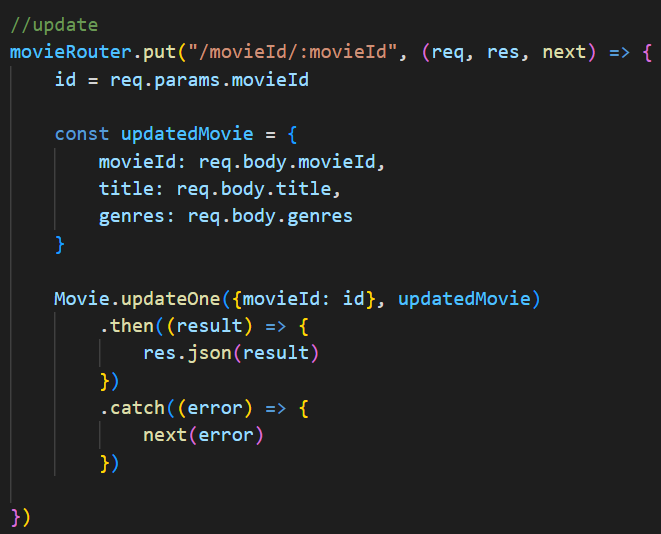 //update
movieRouter.put("/movieId/:movieId", (req, res, next) => {
    id = req.params.movieId

    const updatedMovie = {
        movieId: req.body.movieId,
        title: req.body.title,
        genres: req.body.genres
    }

    Movie.updateOne({movieId: id}, updatedMovie)
        .then((result) => {
            res.json(result)
        })
        .catch((error) => {
            next(error)
        })

})